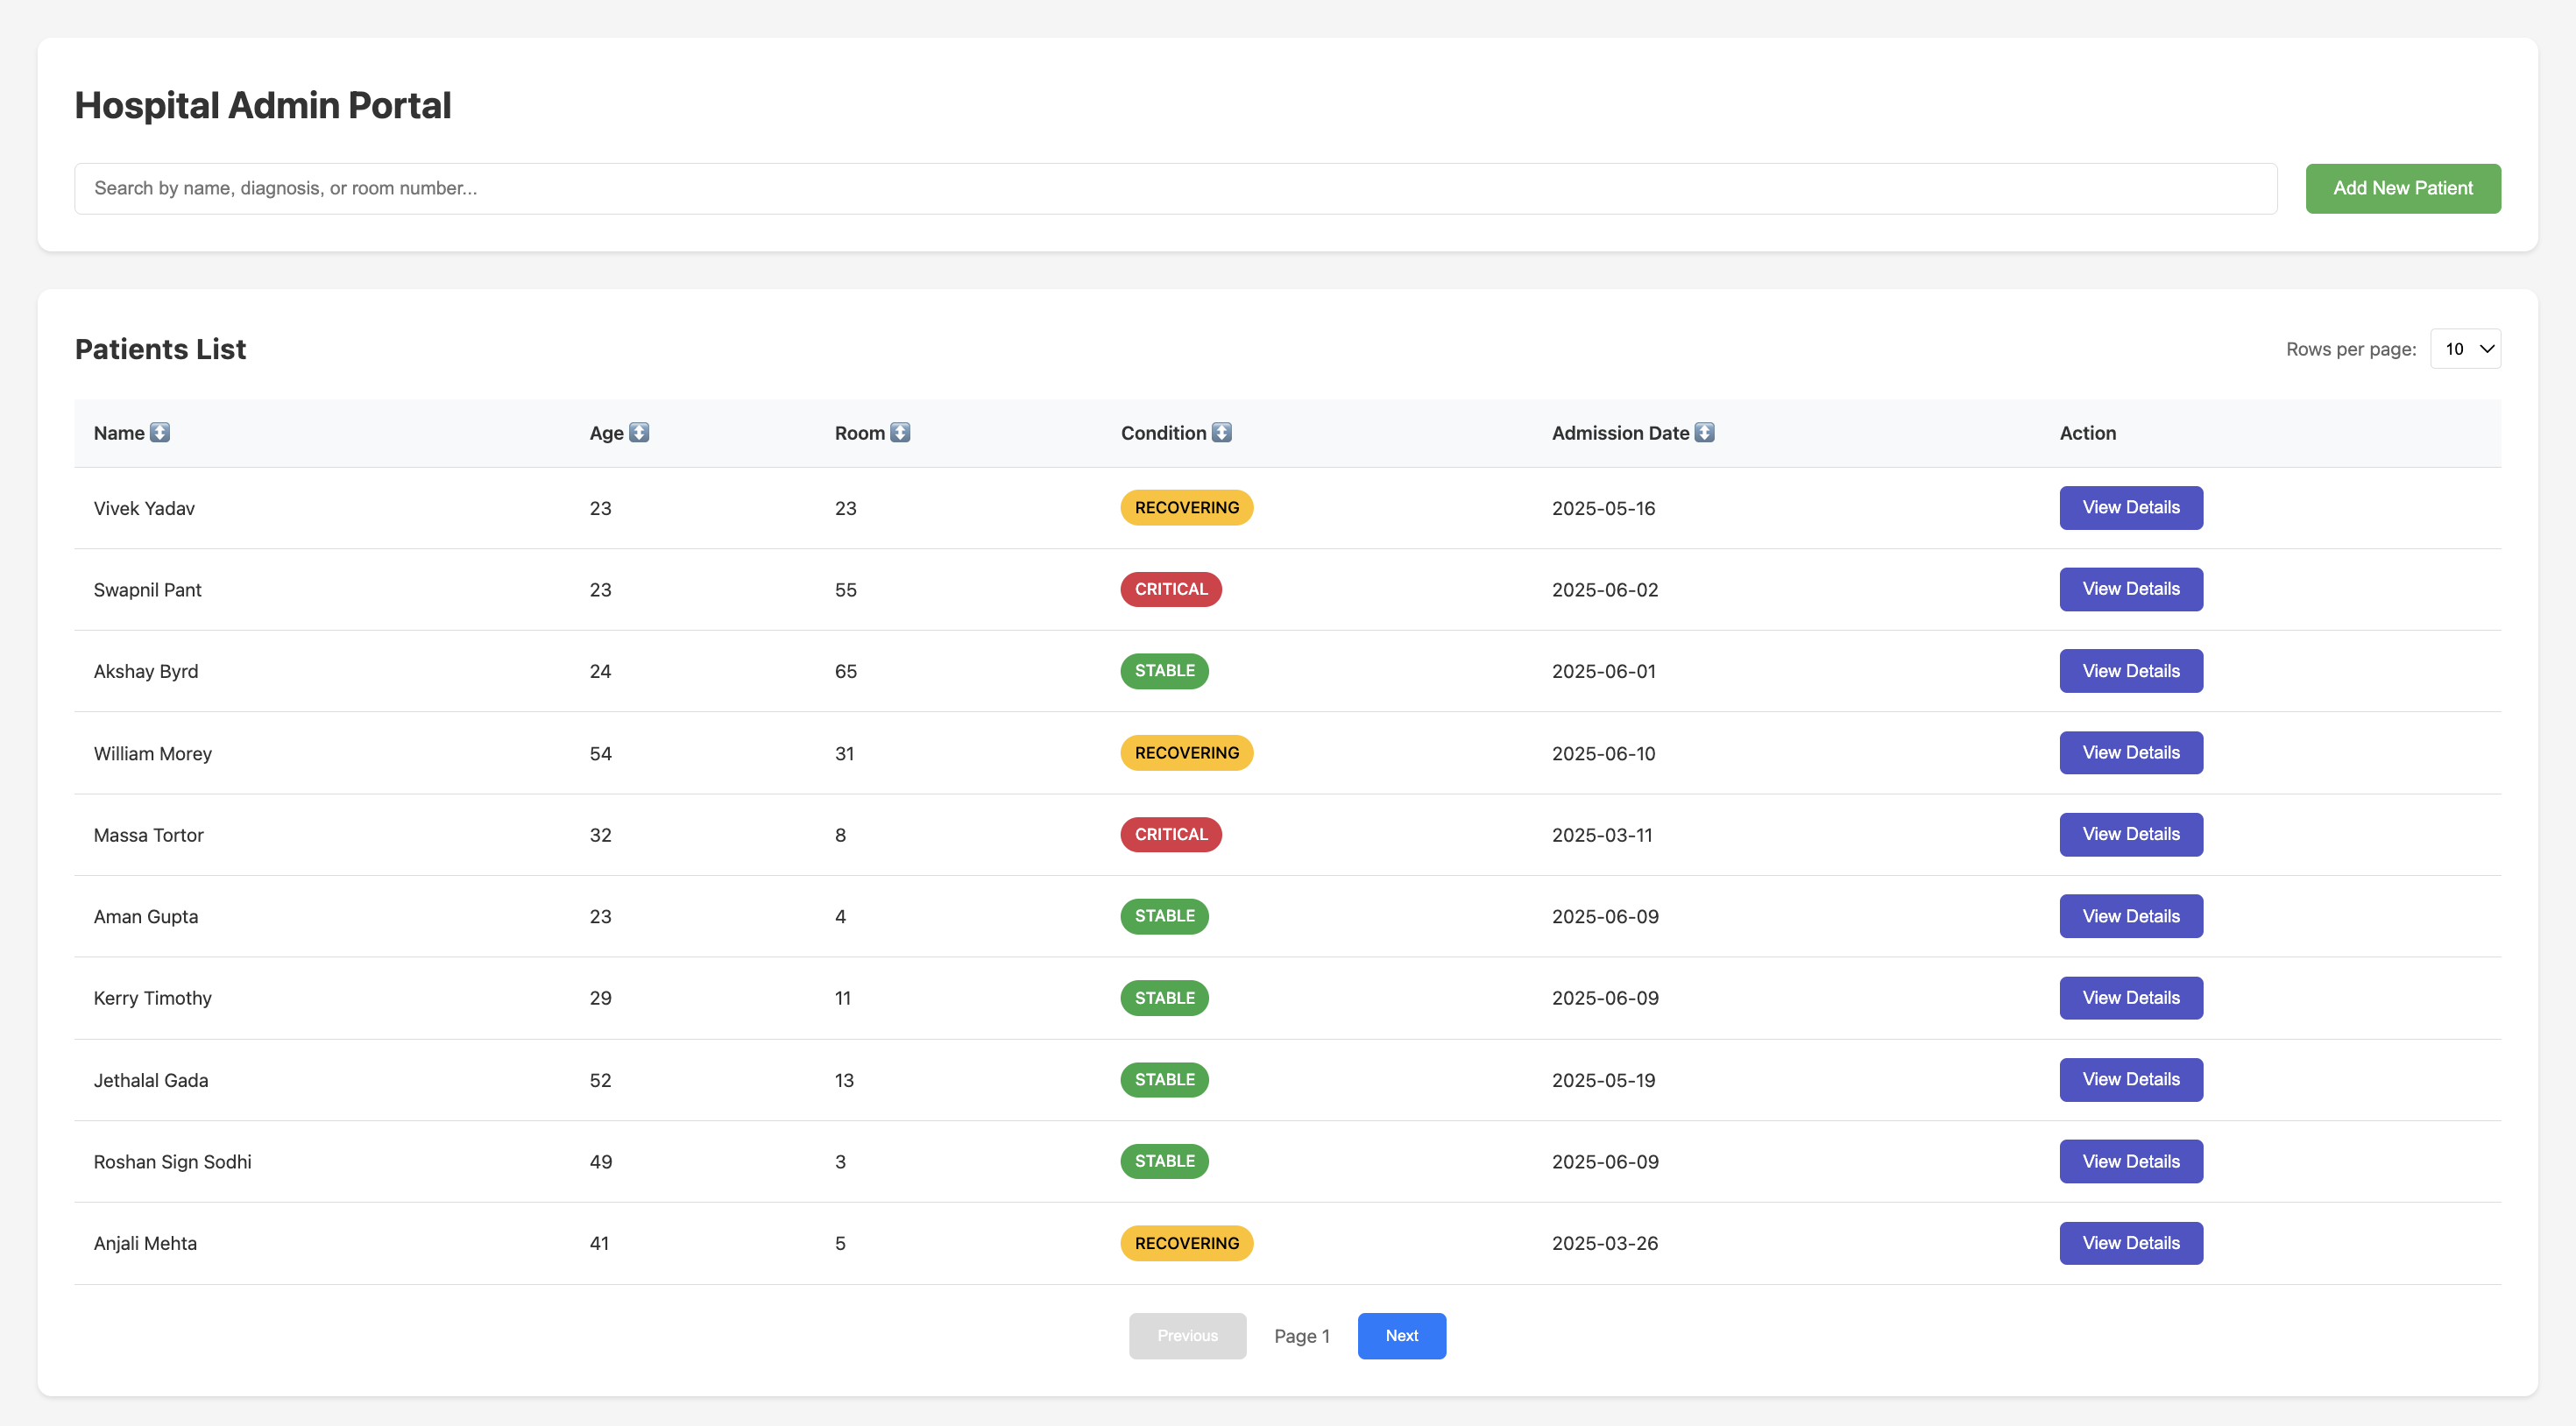 Hospital Admin Portal
Search by name, diagnosis, or room number...
Add New Patient
Patients List
Rows per page: 10
Name Age Room Condition Admission Date Action
Vivek Yadav 23 23 RECOVERING 2025-05-16 View Details
Swapnil Pant 23 55 CRITICAL 2025-06-02 View Details
Akshay Byrd 24 65 STABLE 2025-06-01 View Details
William Morey 54 31 RECOVERING 2025-06-10 View Details
Massa Tortor 32 8 CRITICAL 2025-03-11 View Details
Aman Gupta 23 4 STABLE 2025-06-09 View Details
Kerry Timothy 29 11 STABLE 2025-06-09 View Details
Jethalal Gada 52 13 STABLE 2025-05-19 View Details
Roshan Sign Sodhi 49 3 STABLE 2025-06-09 View Details
Anjali Mehta 41 5 RECOVERING 2025-03-26 View Details
Previous Page 1 Next